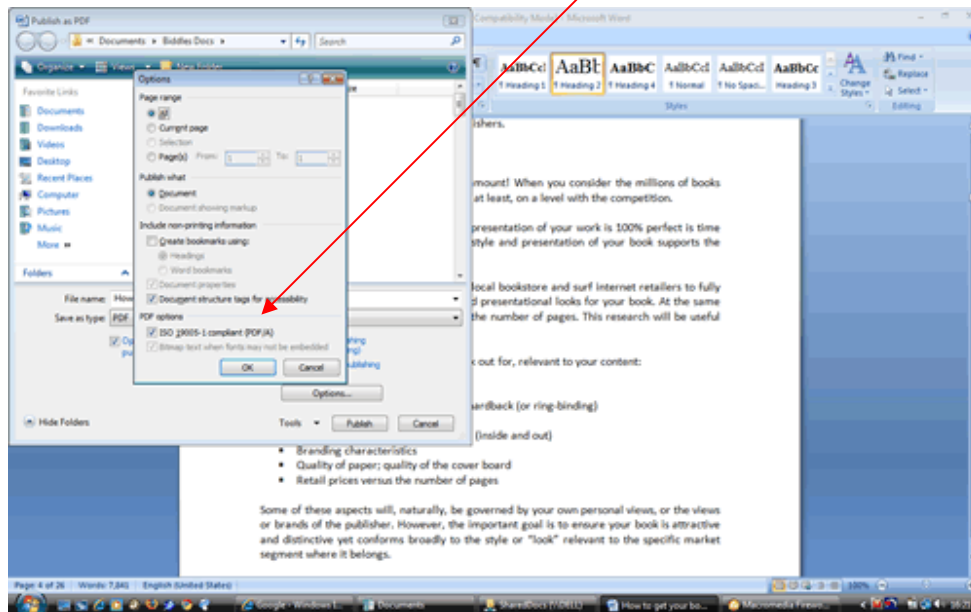 Publish as PDF
Compatibility Mode - Microsoft Word
Documents Biddles Docs
Search
Organize Views New Folder
Options
Favorite Links
Documents
Downloads
Videos
Desktop
Recent Places
Computer
Pictures
Music
More
Folders
Page range
All
Current page
Selection
Page(s) From: 1 To: 1
Publish what
Document
Document showing markup
Include non-printing information
Create bookmarks using:
Headings
Word bookmarks
Document properties
Document structure tags for accessibility
PDF options
ISO 19005-1 compliant (PDF/A)
Bitmap text when fonts may not be embedded
OK Cancel
File name: How
Save as type: PDF
Options...
Hide Folders
Tools Publish Cancel
AaBbCcI AaBb AaBbC AaBbCcI AaBbCcI AaBbCc
Heading 1 Heading 2 Heading 4 Normal No Spaci... Heading 3
Change Styles
Styles
Find
Replace
Select
Editing
ishers.
mount! When you consider the millions of books
at least, on a level with the competition.
presentation of your work is 100% perfect is time
style and presentation of your book supports the
local bookstore and surf internet retailers to fully
d presentational looks for your book. At the same
the number of pages. This research will be useful
k out for, relevant to your content:
ardback (or ring-binding)
(inside and out)
Branding characteristics
Quality of paper; quality of the cover board
Retail prices versus the number of pages
Some of these aspects will, naturally, be governed by your own personal views, or the views
or brands of the publisher. However, the important goal is to ensure your book is attractive
and distinctive yet conforms broadly to the style or "look" relevant to the specific market
segment where it belongs.
Page: 4 of 26 Words: 7,841 English (United States) 100%
Google - Windows I... Documents SharedDocs (\\DELL) How to get your bo... Macromedia Firewo...